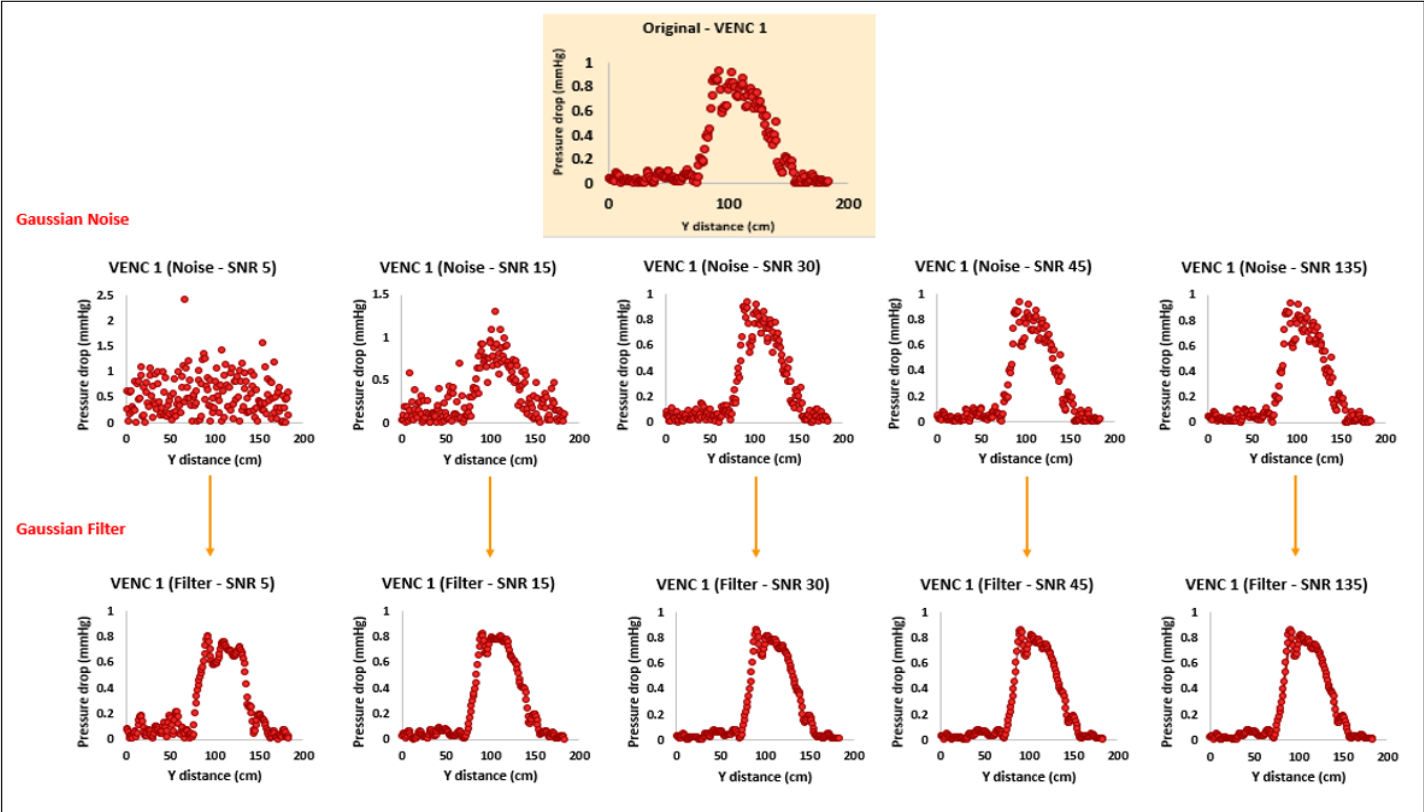 Original - VENC 1
Pressure drop (mmHg)
1
0.8
0.6
0.4
0.2
0
0 100 200
Y distance (cm)
Gaussian Noise
VENC 1 (Noise - SNR 5)
Pressure drop (mmHg)
2.5
2
1.5
1
0.5
0
0 50 100 150 200
Y distance (cm)
VENC 1 (Noise - SNR 15)
Pressure drop (mmHg)
1.5
1
0.5
0
0 50 100 150 200
Y distance (cm)
VENC 1 (Noise - SNR 30)
Pressure drop (mmHg)
1
0.8
0.6
0.4
0.2
0
0 50 100 150 200
Y distance (cm)
VENC 1 (Noise - SNR 45)
Pressure drop (mmHg)
1
0.8
0.6
0.4
0.2
0
0 50 100 150 200
Y distance (cm)
VENC 1 (Noise - SNR 135)
Pressure drop (mmHg)
1
0.8
0.6
0.4
0.2
0
0 50 100 150 200
Y distance (cm)
Gaussian Filter
VENC 1 (Filter - SNR 5)
Pressure drop (mmHg)
1
0.8
0.6
0.4
0.2
0
0 50 100 150 200
Y distance (cm)
VENC 1 (Filter - SNR 15)
Pressure drop (mmHg)
1
0.8
0.6
0.4
0.2
0
0 50 100 150 200
Y distance (cm)
VENC 1 (Filter - SNR 30)
Pressure drop (mmHg)
1
0.8
0.6
0.4
0.2
0
0 50 100 150 200
Y distance (cm)
VENC 1 (Filter - SNR 45)
Pressure drop (mmHg)
1
0.8
0.6
0.4
0.2
0
0 50 100 150 200
Y distance (cm)
VENC 1 (Filter - SNR 135)
Pressure drop (mmHg)
1
0.8
0.6
0.4
0.2
0
0 50 100 150 200
Y distance (cm)